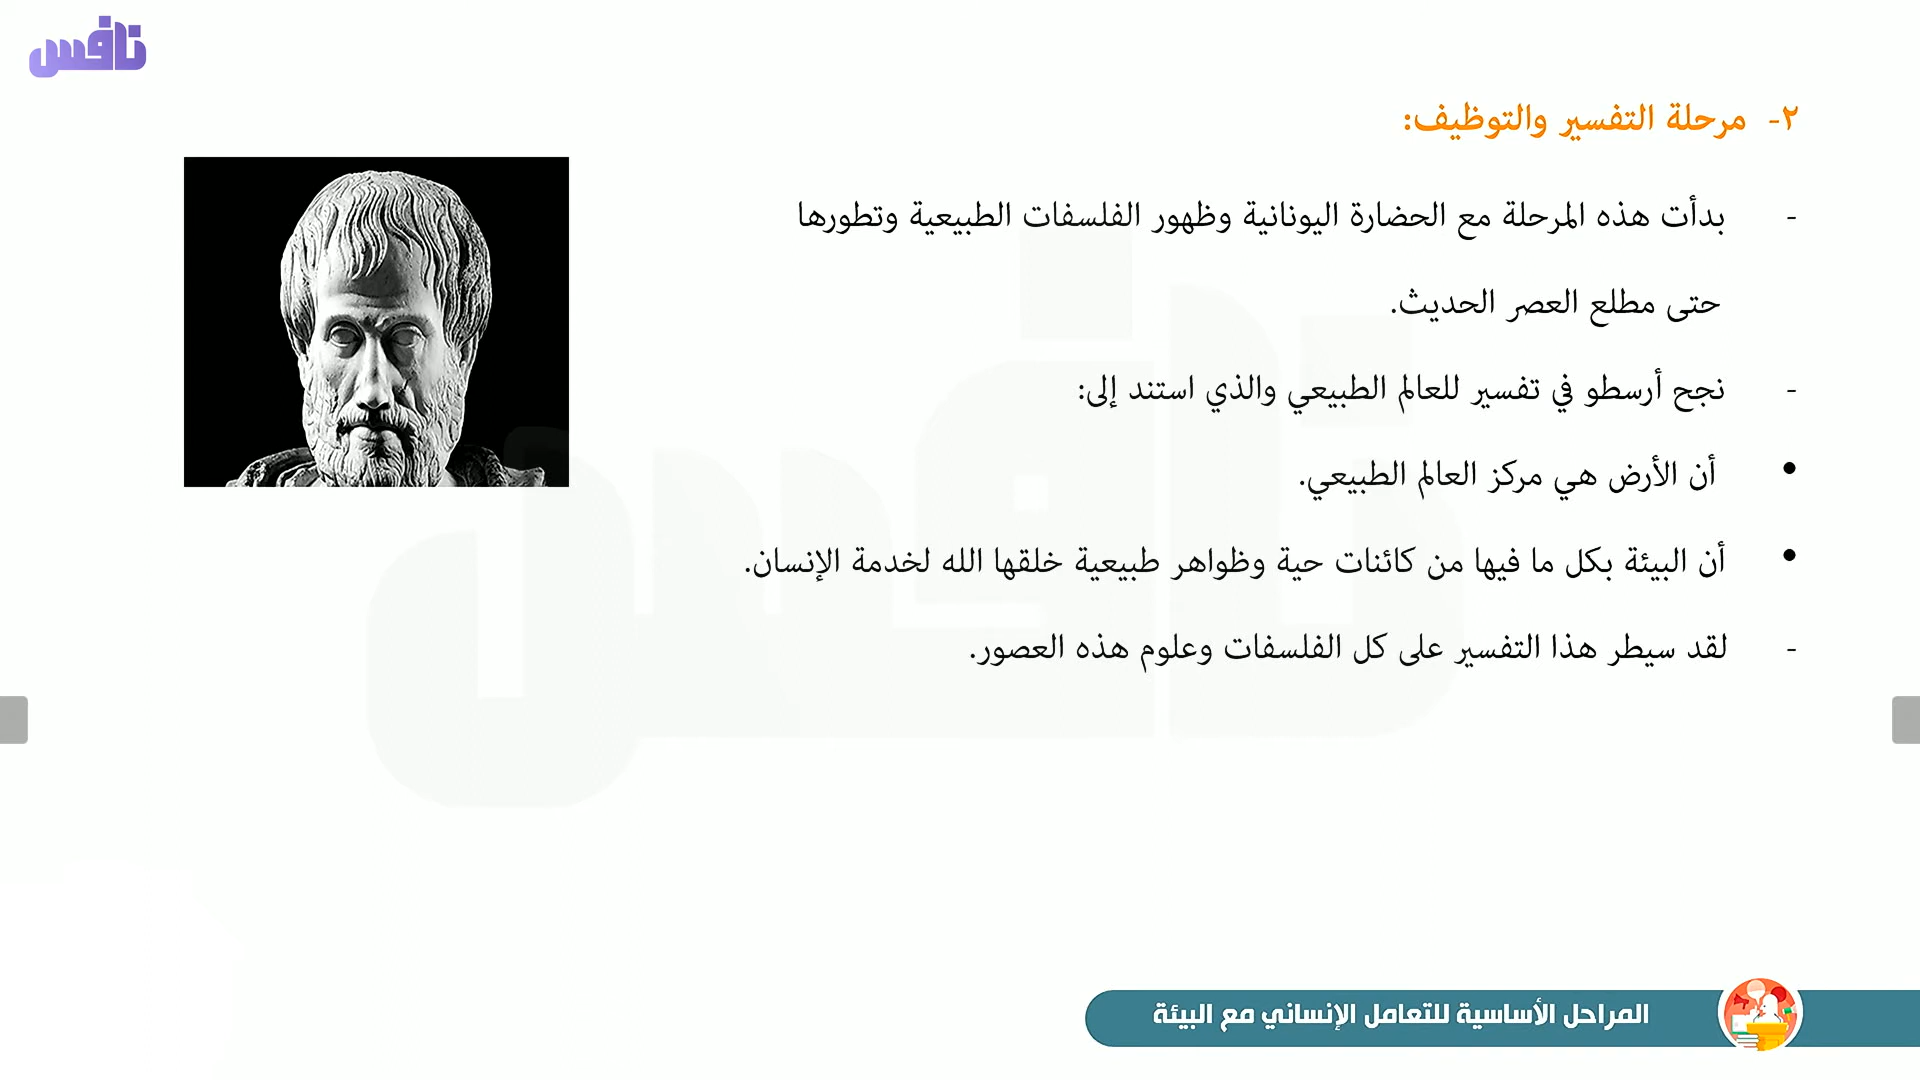 نافس
٢- مرحلة التفسير والتوظيف:
- بدأت هذه المرحلة مع الحضارة اليونانية وظهور الفلسفات الطبيعية وتطورها
حتى مطلع العصر الحديث.
- نجح أرسطو في تفسير للعالم الطبيعي والذي استند إلى:
• أن الأرض هي مركز العالم الطبيعي.
• أن البيئة بكل ما فيها من كائنات حية وظواهر طبيعية خلقها الله لخدمة الإنسان.
- لقد سيطر هذا التفسير على كل الفلسفات وعلوم هذه العصور.
المراحل الأساسية للتعامل الإنساني مع البيئة